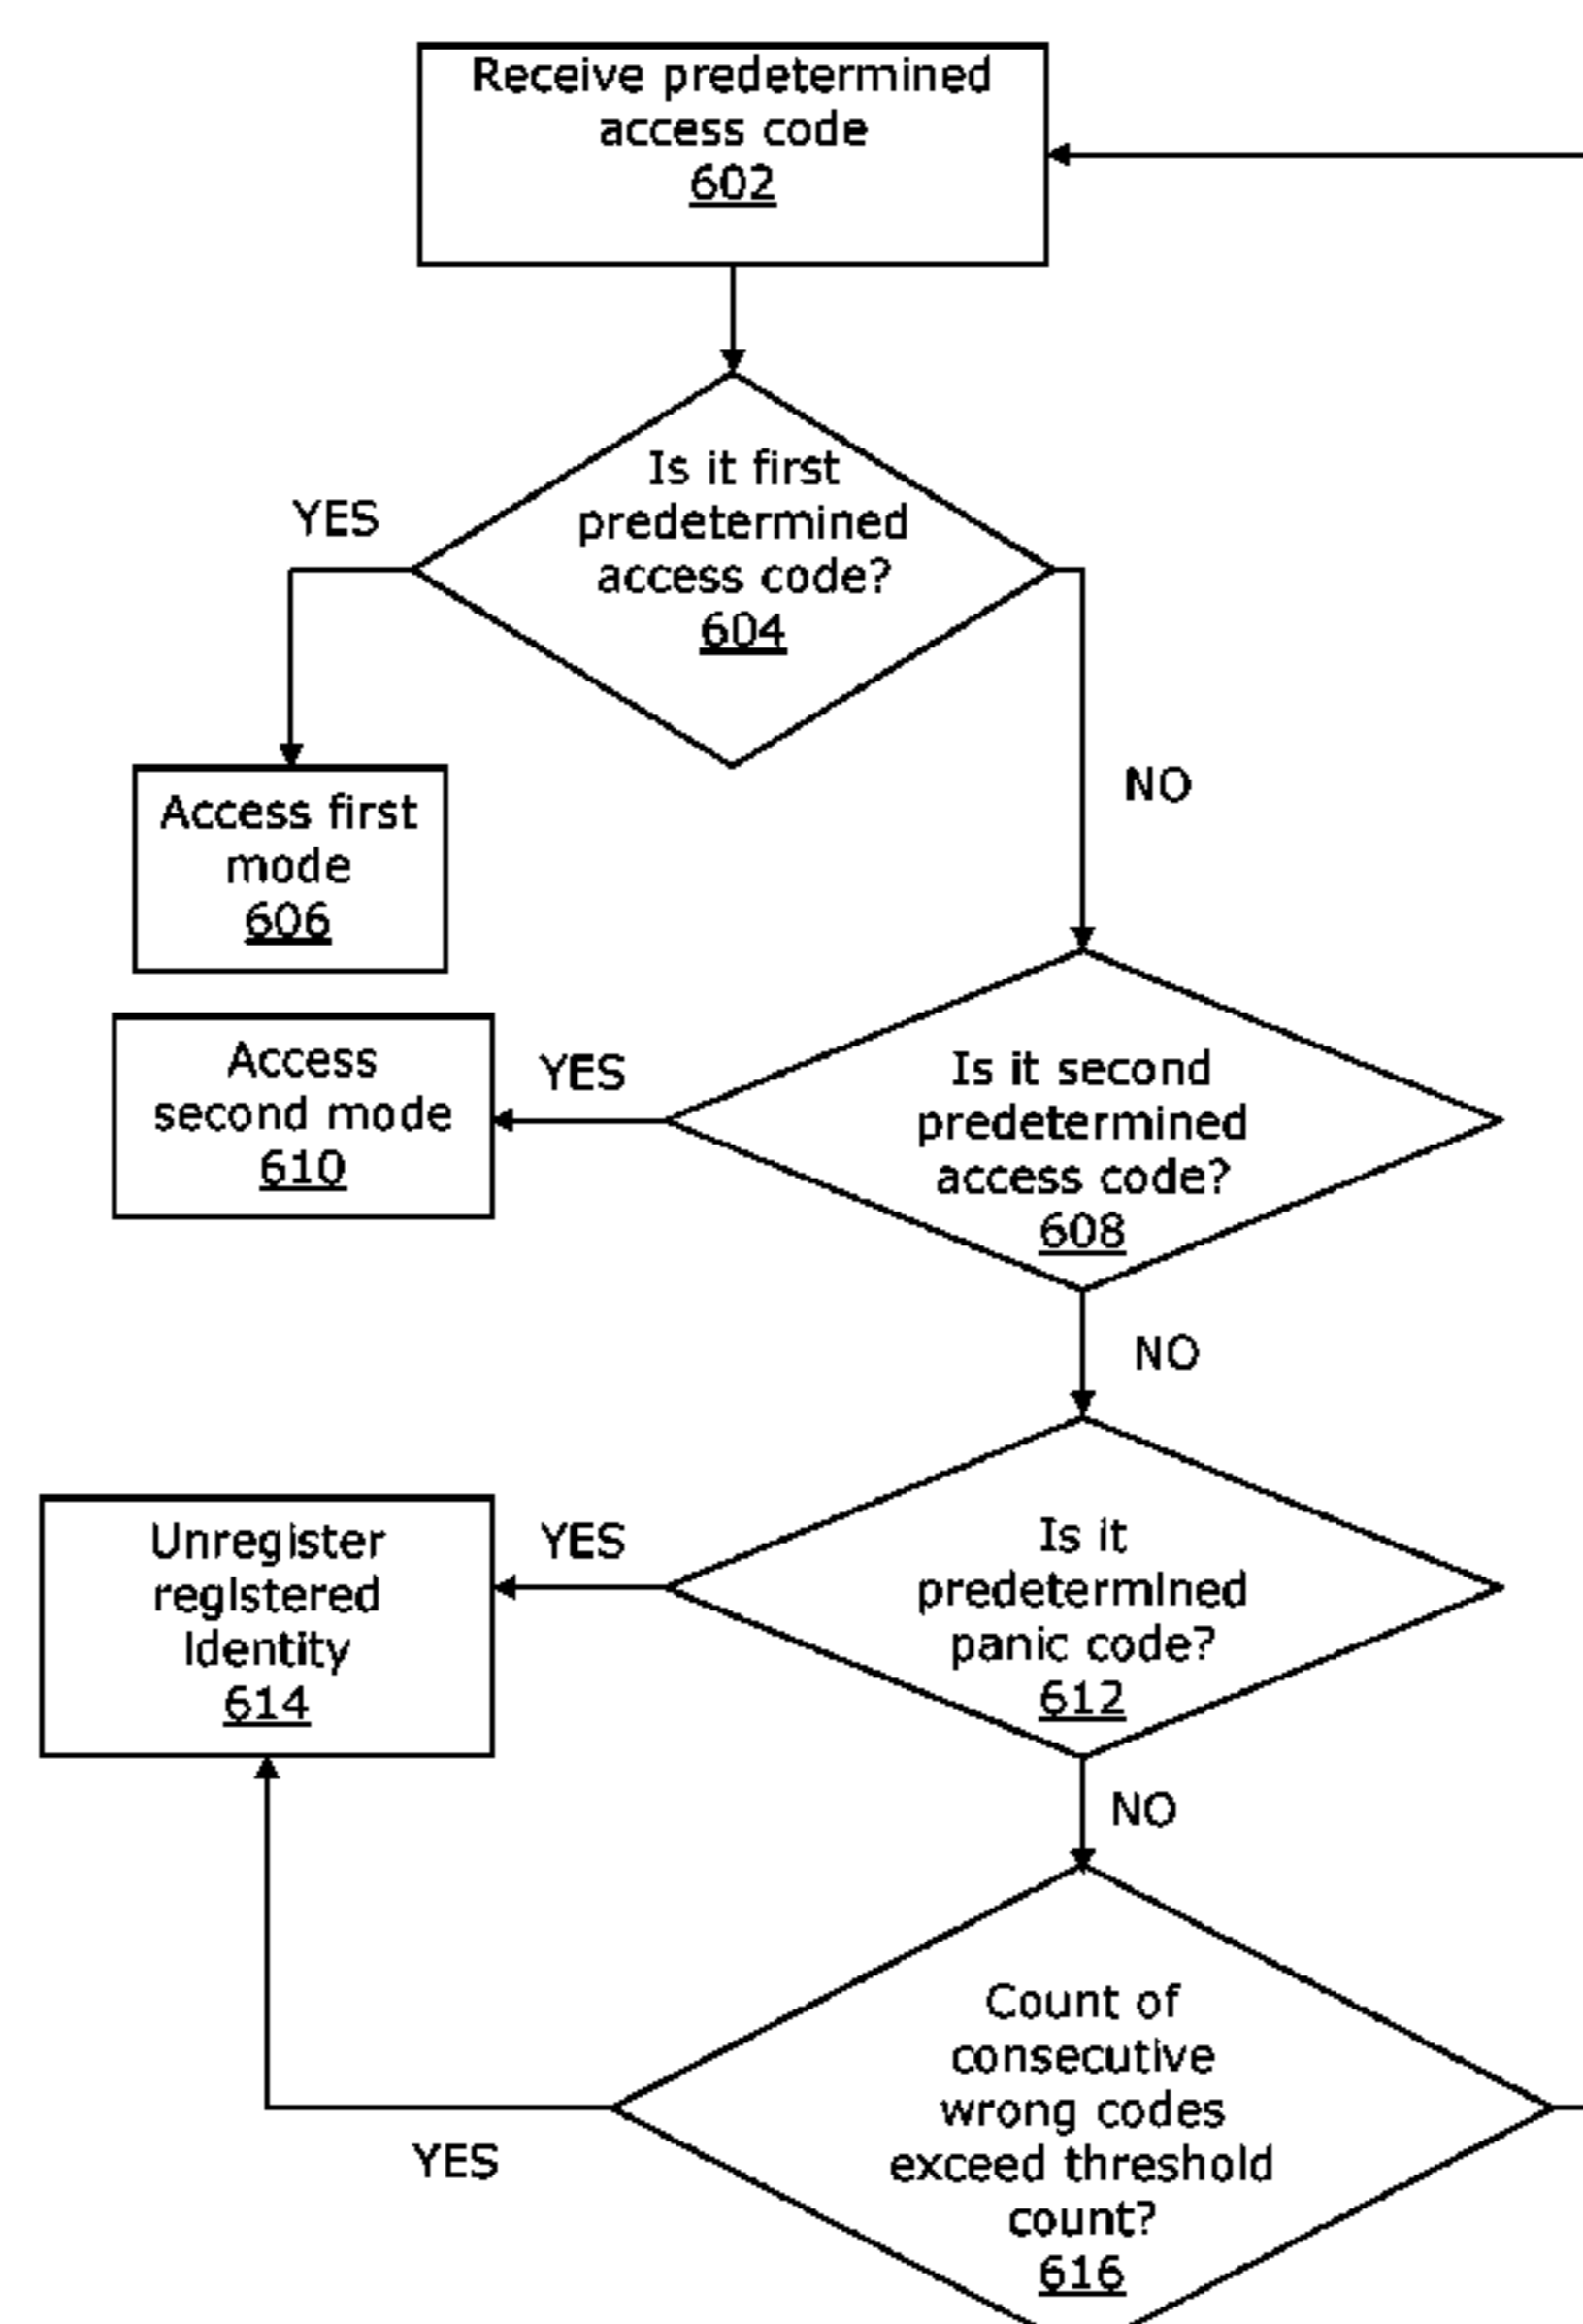 Receive predetermined
access code
602
Is it first
predetermined
access code?
604
YES
NO
Access first
mode
606
Access
second mode
610
YES
Is it second
predetermined
access code?
608
NO
Unregister
registered
Identity
614
YES
Is it
predetermined
panic code?
612
NO
Count of
consecutive
wrong codes
exceed threshold
count?
616
YES